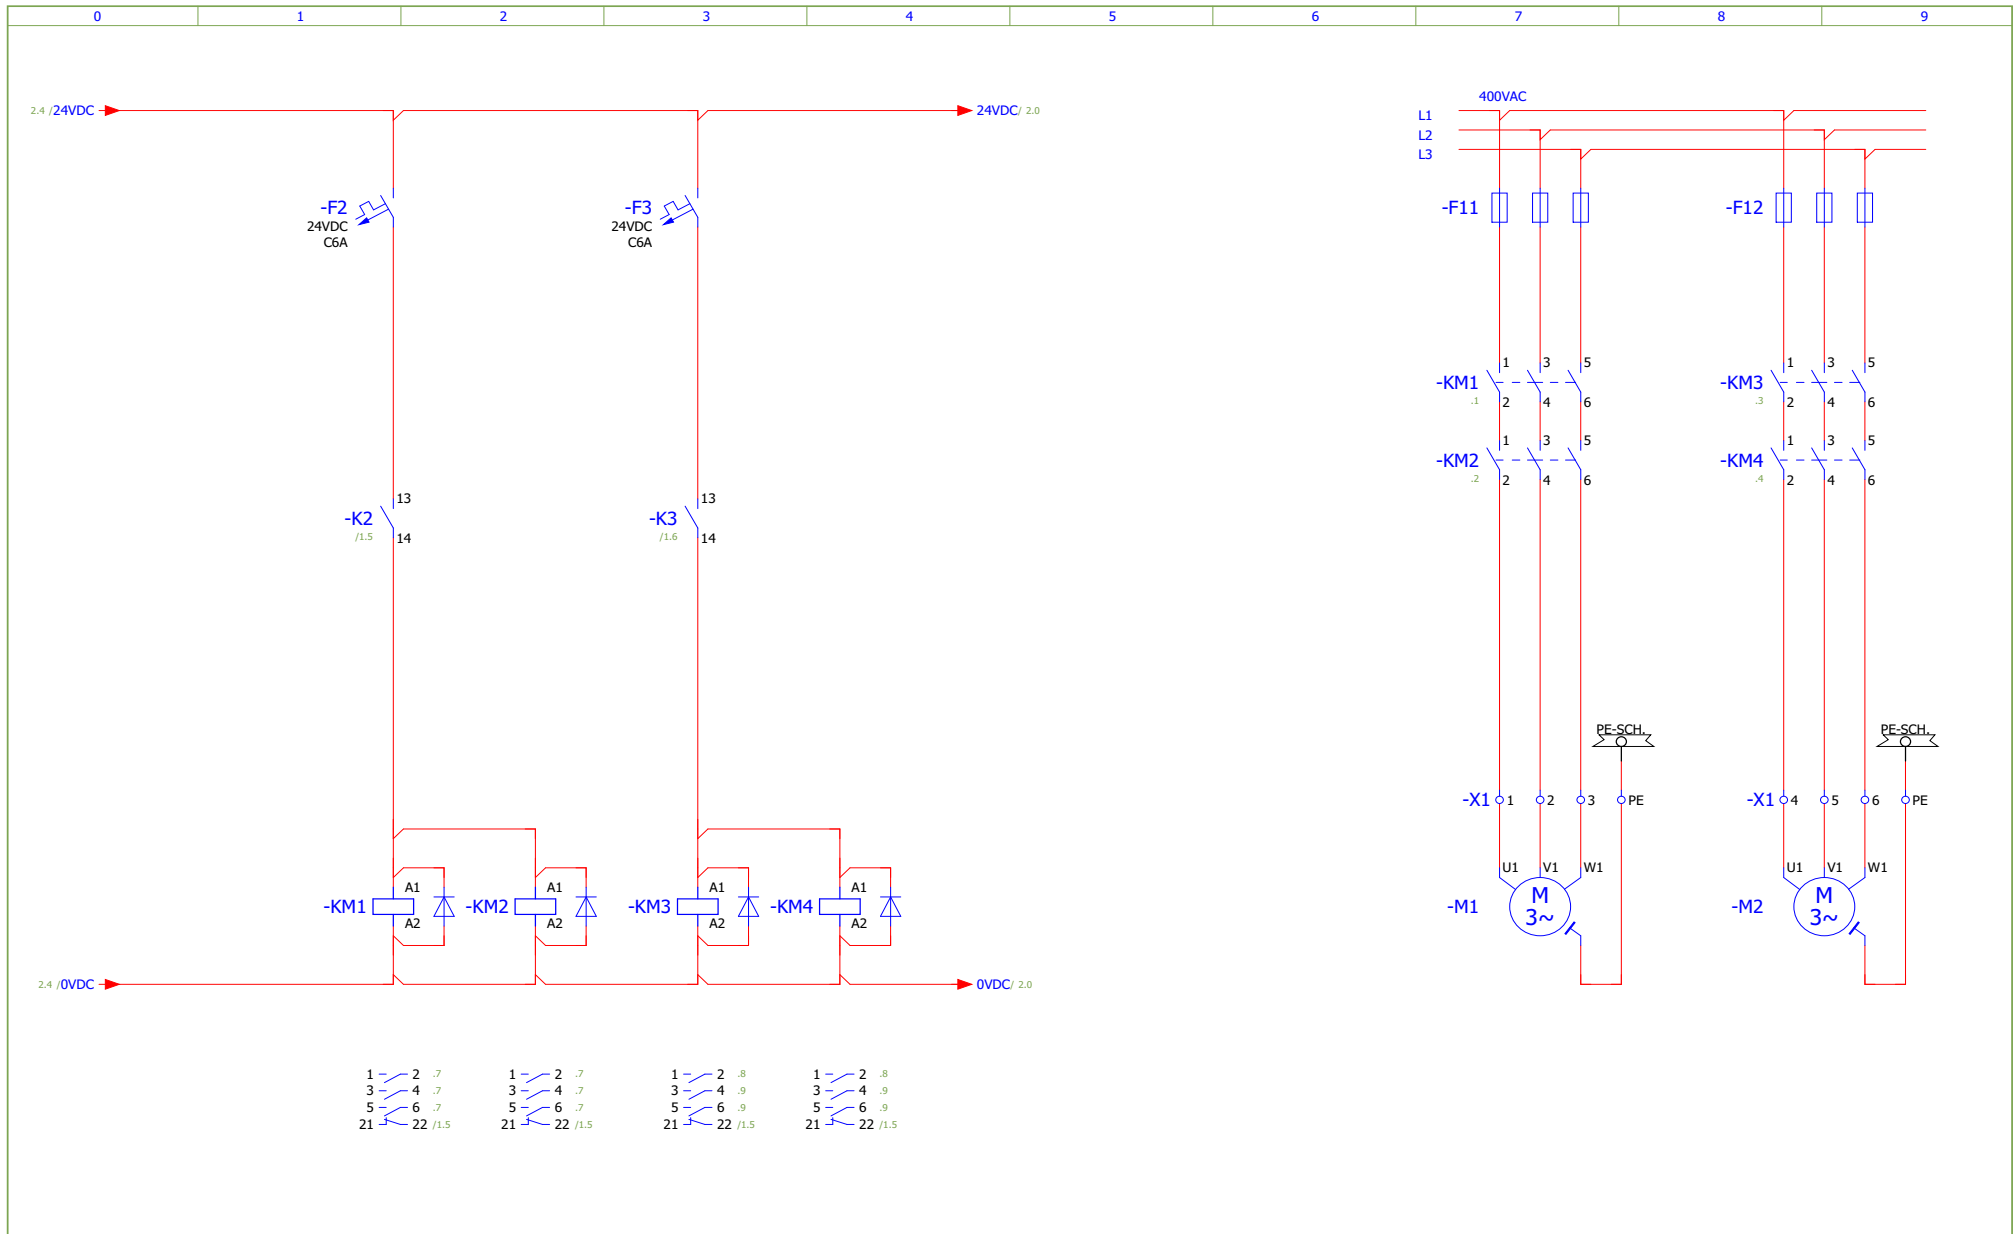 0 1 2 3 4 5 6 7 8 9
400VAC
2.4 /24VDC 24VDC/ 2.0 L1
L2
L3
-F2 -F3 -F11 -F12
24VDC 24VDC
C6A C6A
1 3 5 1 3 5
-KM1 -KM3
.1 2 4 6 .3 2 4 6
1 3 5 1 3 5
-KM2 -KM4
.2 2 4 6 .4 2 4 6
13 13
-K2 -K3
/1.5 14 /1.6 14
PE-SCH. PE-SCH.
-X1 1 2 3 PE -X1 4 5 6 PE
U1 V1 W1 U1 V1 W1
A1 A1 A1 A1
-KM1 -KM2 -KM3 -KM4 -M1 M -M2 M
A2 A2 A2 A2 3~ 3~
2.4 /0VDC 0VDC/ 2.0
1 2 .7 1 2 .7 1 2 .8 1 2 .8
3 4 .7 3 4 .7 3 4 .9 3 4 .9
5 6 .7 5 6 .7 5 6 .9 5 6 .9
21 22 /1.5 21 22 /1.5 21 22 /1.5 21 22 /1.5